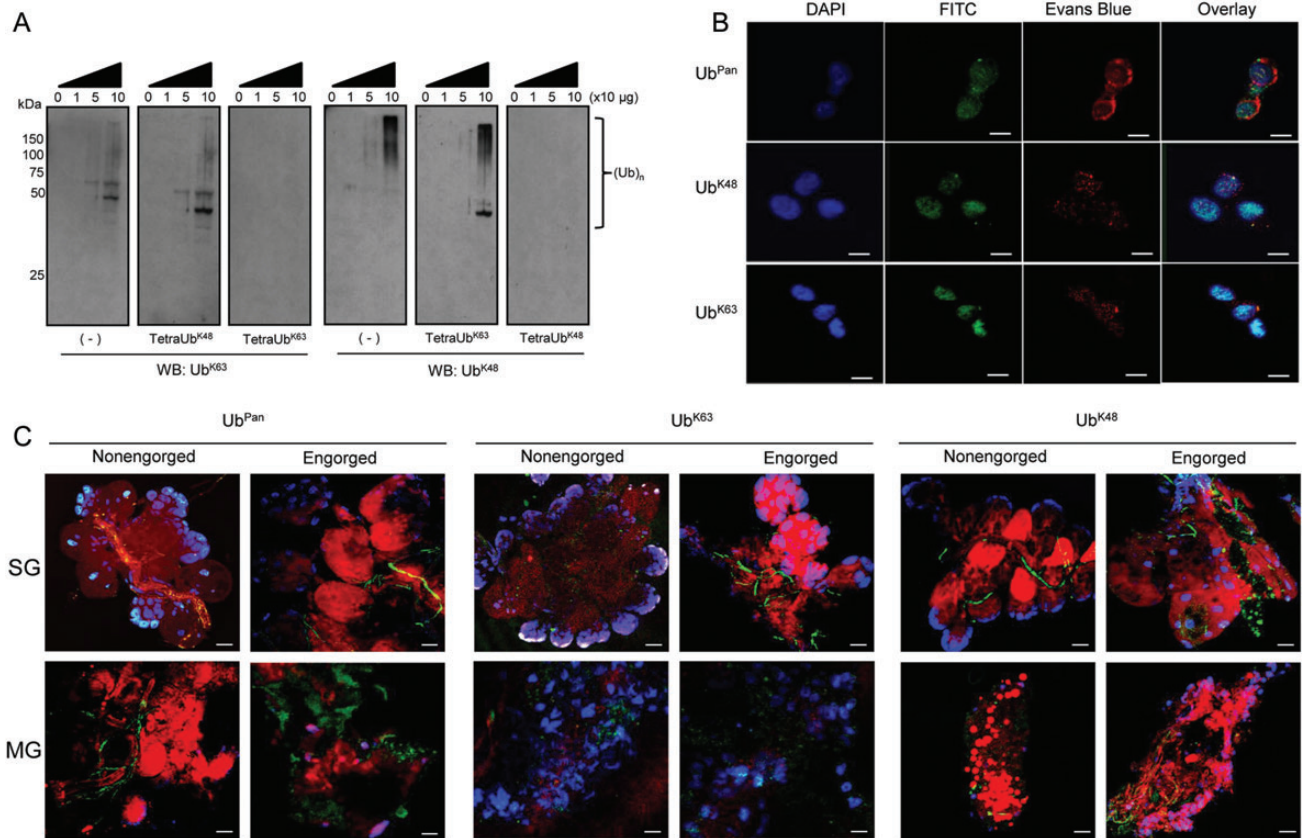 A
0 1 5 10 0 1 5 10 0 1 5 10 0 1 5 10 0 1 5 10 0 1 5 10 (x10 µg)
kDa
150
100
75
50
25
(Ub)n
(-) TetraUbK48 TetraUbK63 (-) TetraUbK63 TetraUbK48
WB: UbK63 WB: UbK48
B
DAPI FITC Evans Blue Overlay
UbPan
UbK48
UbK63
C
UbPan UbK63 UbK48
Nonengorged Engorged Nonengorged Engorged Nonengorged Engorged
SG
MG